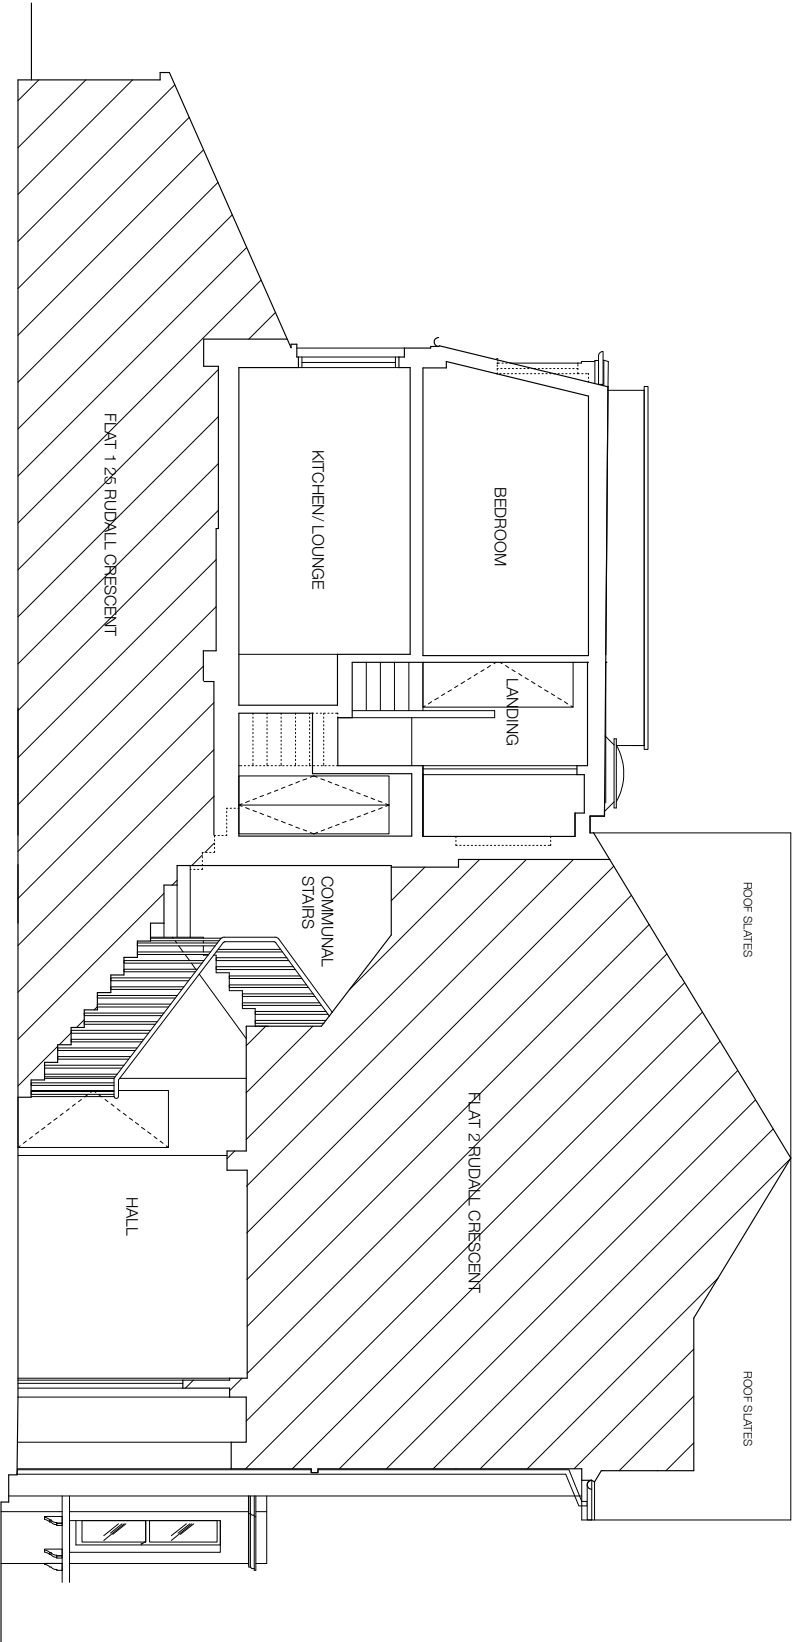 ROOF SLATES
ROOF SLATES
BEDROOM
LANDING
KITCHEN/ LOUNGE
COMMUNAL
STAIRS
FLAT 2 RUDALL CRESCENT
FLAT 1 25 RUDALL CRESCENT
HALL